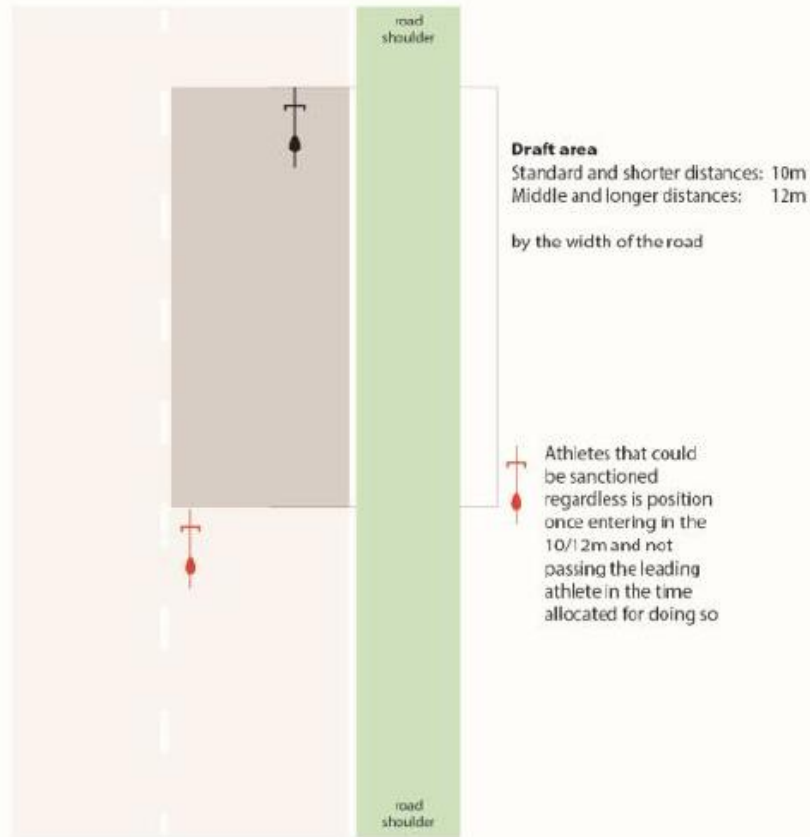 road
shoulder
Draft area
Standard and shorter distances: 10m
Middle and longer distances: 12m
by the width of the road
Athletes that could
be sanctioned
regardless is position
once entering in the
10/12m and not
passing the leading
athlete in the time
allocated for doing so
road
shoulder